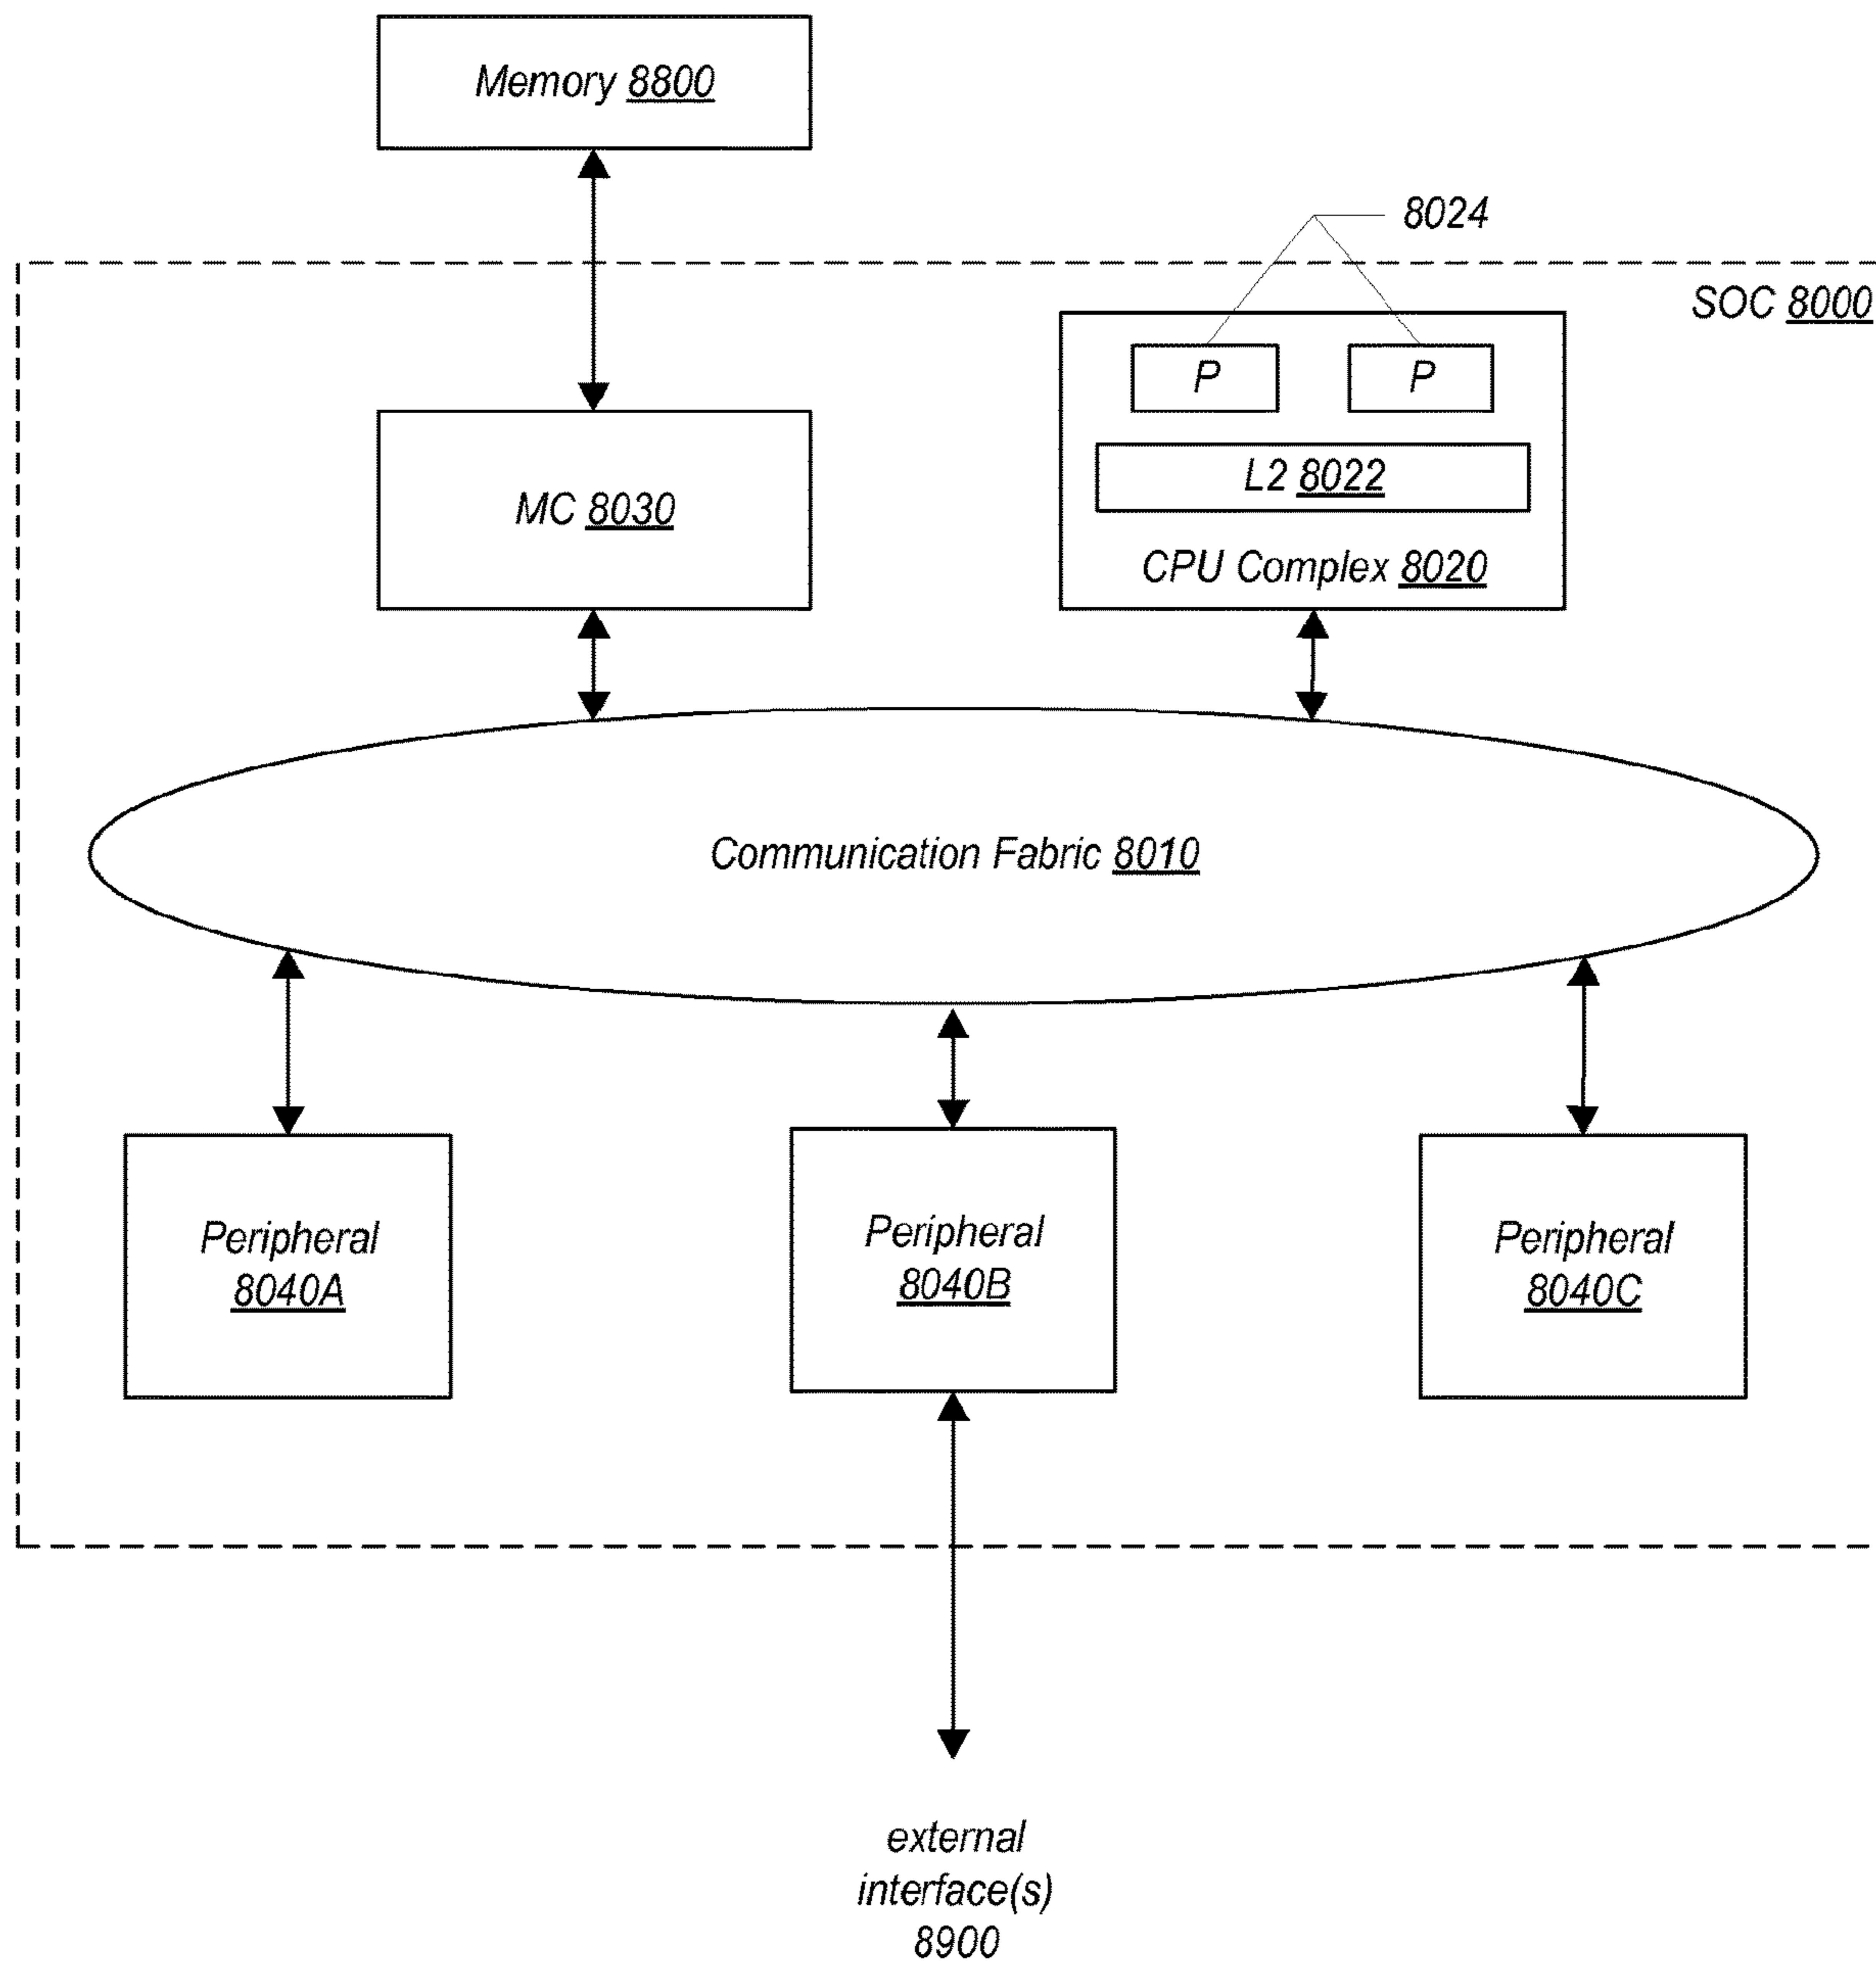 Memory 8800
8024
SOC 8000
P P
L2 8022
MC 8030
CPU Complex 8020
Communication Fabric 8010
Peripheral
8040A
Peripheral
8040B
Peripheral
8040C
external
interface(s)
8900